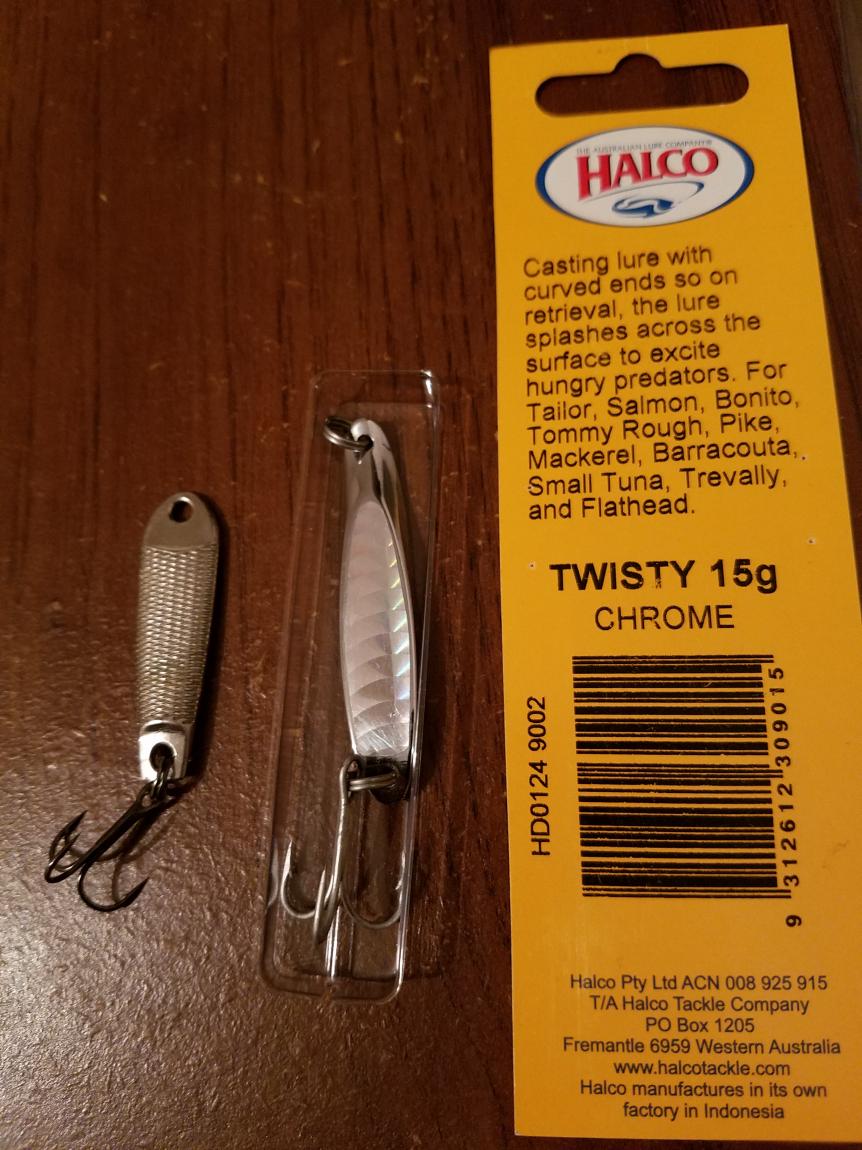 THE AUSTRALIAN LURE COMPANY®
HALCO
Casting lure with
curved ends so on
retrieval, the lure
splashes across the
surface to excite
hungry predators. For
Tailor, Salmon, Bonito,
Tommy Rough, Pike,
Mackerel, Barracouta,
Small Tuna, Trevally,
and Flathead.
TWISTY 15g
CHROME
HD0124 9002
9 312612 309015
Halco Pty Ltd ACN 008 925 915
T/A Halco Tackle Company
PO Box 1205
Fremantle 6959 Western Australia
www.halcotackle.com
Halco manufactures in its own
factory in Indonesia